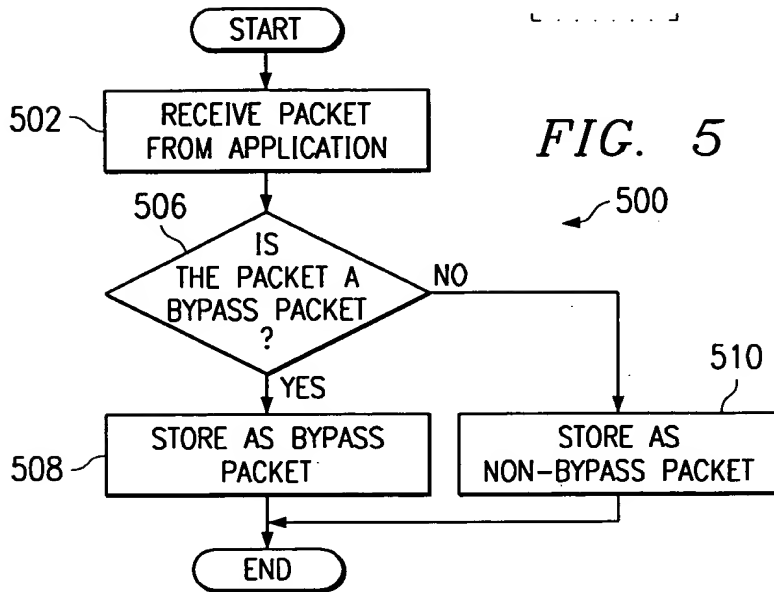 START
502
RECEIVE PACKET
FROM APPLICATION
FIG. 5
500
506
IS
THE PACKET A
BYPASS PACKET
?
NO
YES
510
508
STORE AS BYPASS
PACKET
STORE AS
NON-BYPASS PACKET
END